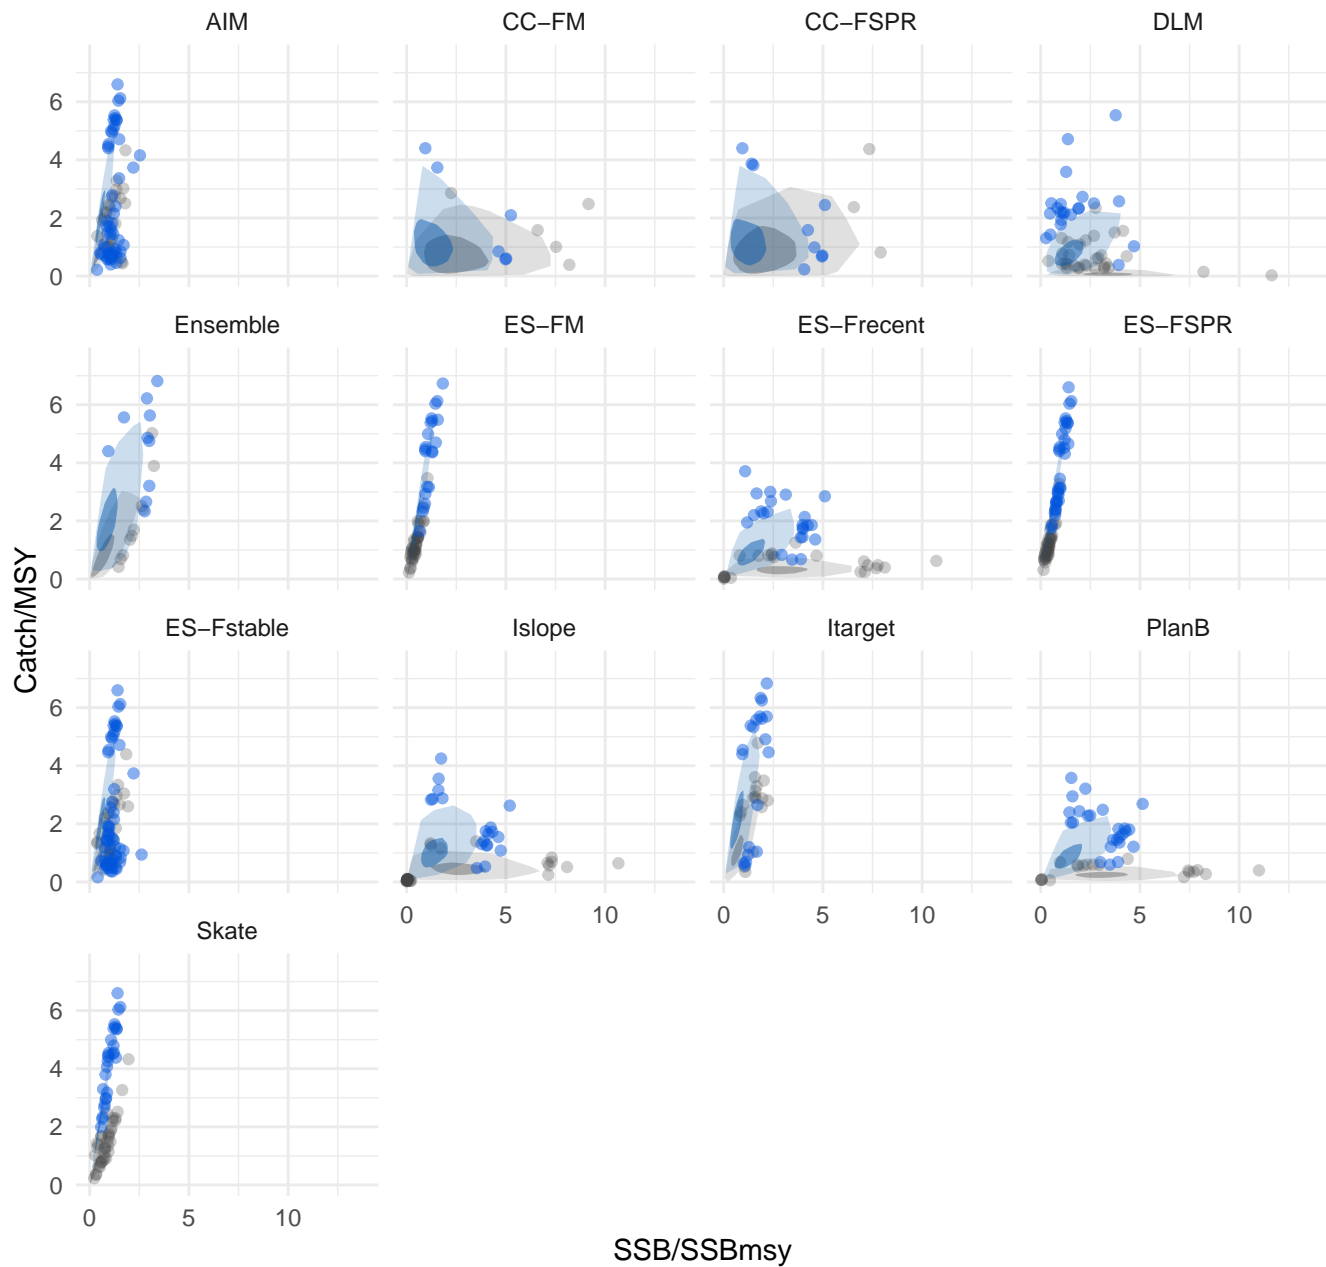 AIM CC−FM CC−FSPR DLM
6
4
2
0
Ensemble ES−FM ES−Frecent ES−FSPR
6
4
2
0
Catch/MSY
ES−Fstable Islope Itarget PlanB
6
4
2
0
0 5 10 0 5 10 0 5 10
Skate
6
4
2
0
0 5 10
SSB/SSBmsy